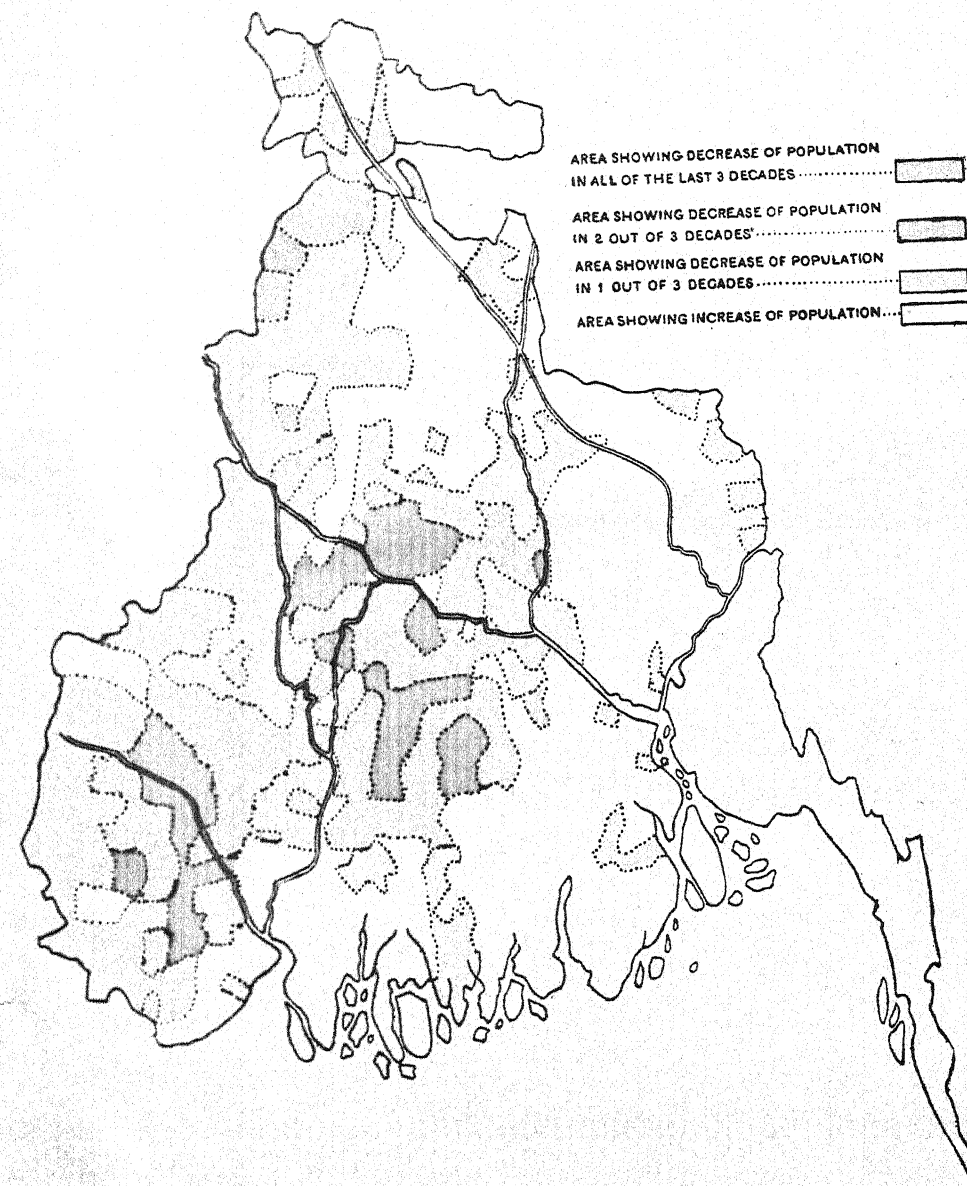 AREA SHOWING DECREASE OF POPULATION
IN ALL OF THE LAST 3 DECADES
AREA SHOWING DECREASE OF POPULATION
IN 2 OUT OF 3 DECADES
AREA SHOWING DECREASE OF POPULATION
IN 1 OUT OF 3 DECADES
AREA SHOWING INCREASE OF POPULATION